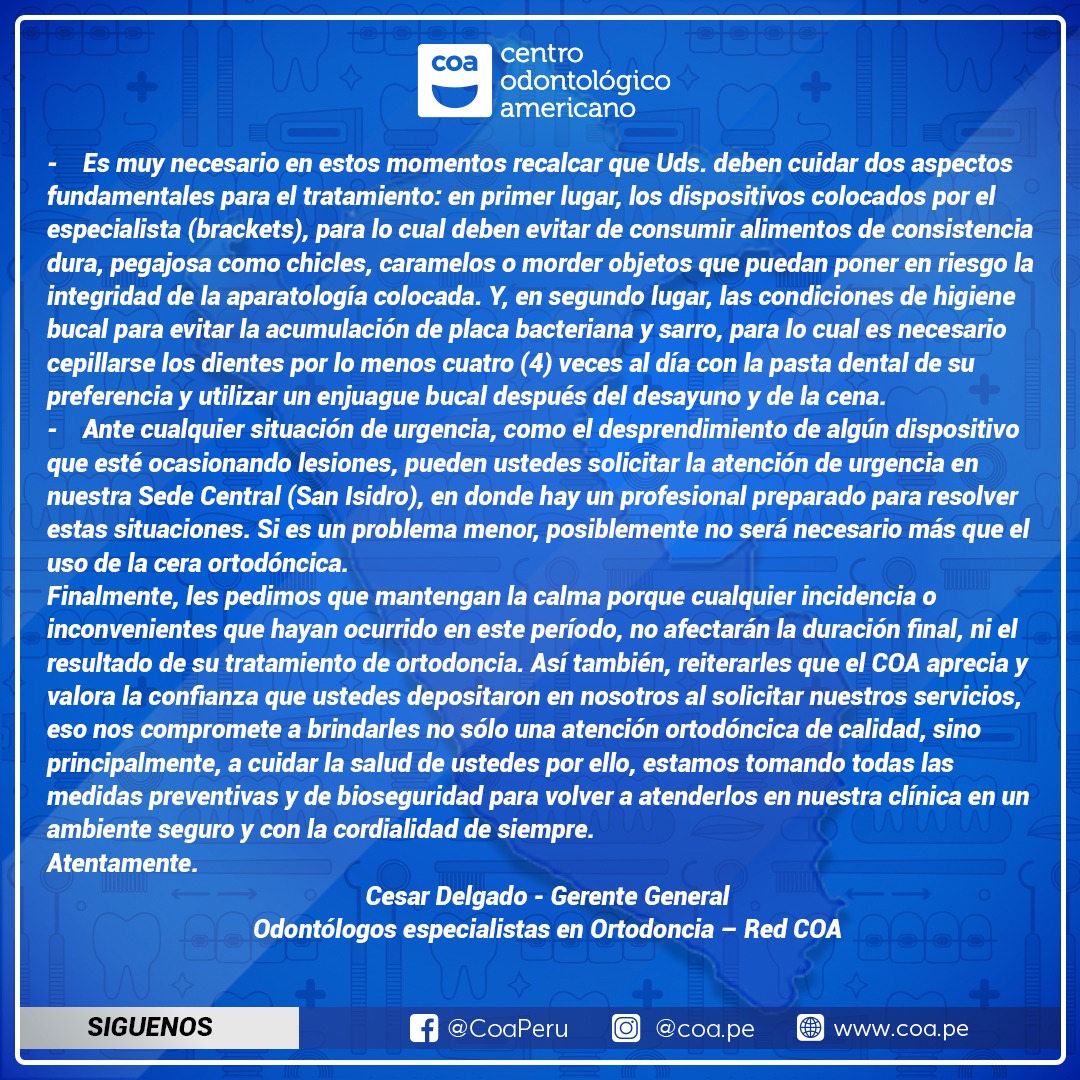 coa
centro
odontológico
americano
- Es muy necesario en estos momentos recalcar que Uds. deben cuidar dos aspectos
fundamentales para el tratamiento: en primer lugar, los dispositivos colocados por el
especialista (brackets), para lo cual deben evitar de consumir alimentos de consistencia
dura, pegajosa como chicles, caramelos o morder objetos que puedan poner en riesgo la
integridad de la aparatología colocada. Y, en segundo lugar, las condiciones de higiene
bucal para evitar la acumulación de placa bacteriana y sarro, para lo cual es necesario
cepillarse los dientes por lo menos cuatro (4) veces al día con la pasta dental de su
preferencia y utilizar un enjuague bucal después del desayuno y de la cena.
- Ante cualquier situación de urgencia, como el desprendimiento de algún dispositivo
que esté ocasionando lesiones, pueden ustedes solicitar la atención de urgencia en
nuestra Sede Central (San Isidro), en donde hay un profesional preparado para resolver
estas situaciones. Si es un problema menor, posiblemente no será necesario más que el
uso de la cera ortodóncica.
Finalmente, les pedimos que mantengan la calma porque cualquier incidencia o
inconvenientes que hayan ocurrido en este período, no afectarán la duración final, ni el
resultado de su tratamiento de ortodoncia. Así también, reiterarles que el COA aprecia y
valora la confianza que ustedes depositaron en nosotros al solicitar nuestros servicios,
eso nos compromete a brindarles no sólo una atención ortodóncica de calidad, sino
principalmente, a cuidar la salud de ustedes por ello, estamos tomando todas las
medidas preventivas y de bioseguridad para volver a atenderlos en nuestra clínica en un
ambiente seguro y con la cordialidad de siempre.
Atentamente.
Cesar Delgado - Gerente General
Odontólogos especialistas en Ortodoncia – Red COA
SIGUENOS
@CoaPeru
@coa.pe
www.coa.pe